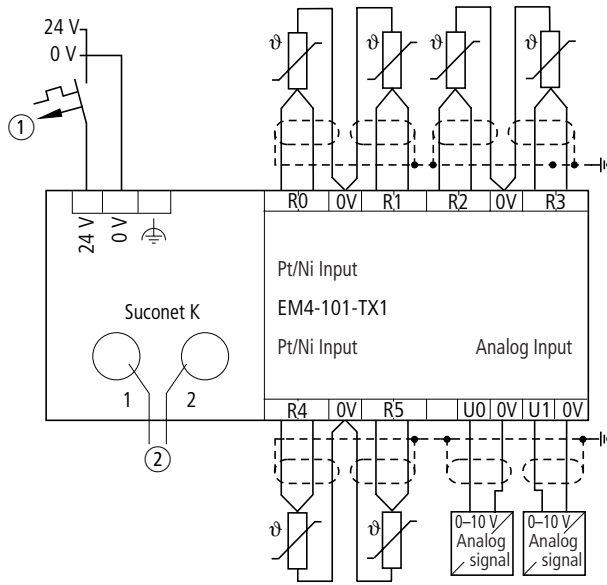 24 V
0 V
ϑ ϑ ϑ ϑ
1
R0 0V R1 R2 0V R3
24 V
0 V
Pt/Ni Input
EM4-101-TX1
Suconet K
Pt/Ni Input Analog Input
1 2
R4 0V R5 U0 0V U1 0V
2
ϑ ϑ
0–10 V
Analog
signal
0–10 V
Analog
signal